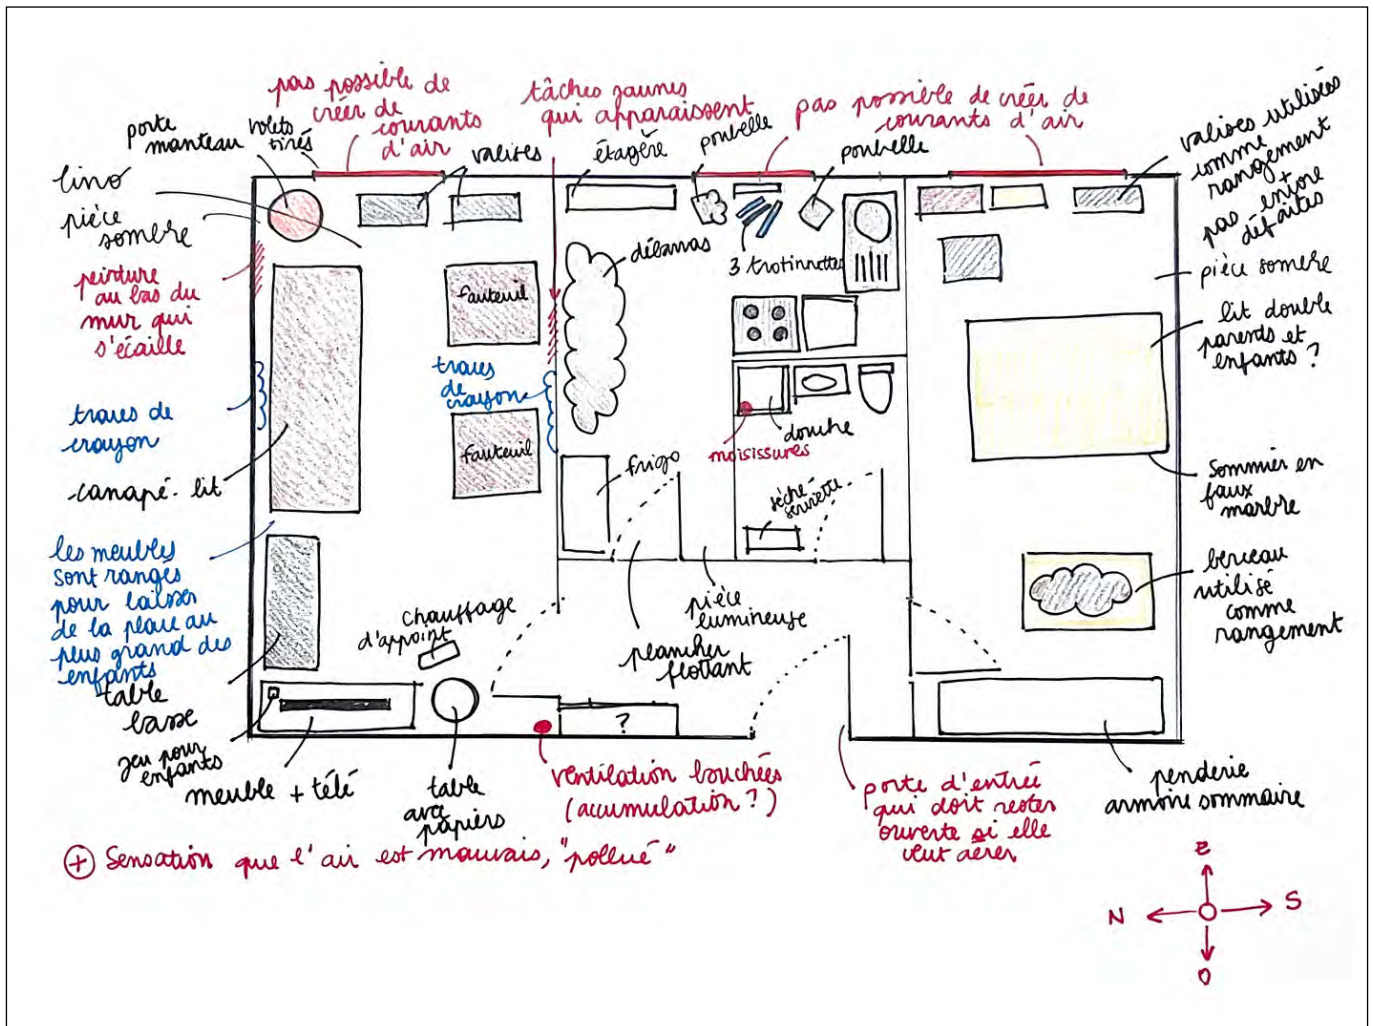 pas possible de
créer de
courants
d'air
tâches jaunes
qui apparaissent
pas possible de créer de
courants d'air
porte
manteau
volets
tirés
valises
étagère
poubelle
poubelle
valises utilisées
comme
rangement
+
pas encore
défaites
lino
pièce
sombre
peinture
au bas du
mur qui
s'écaille
traces de
crayon
canapé-lit
les meubles
sont rangés
pour laisser
de la place au
plus grand des
enfants
table
basse
jeu pour
enfants
meuble + télé
fauteuil
traces
de
crayon
fauteuil
chauffage
d'appoint
table
avec
papiers
débarras
3 trotinnettes
frigo
moisissures
douche
sèche-
serviette
pièce
lumineuse
plancher
flottant
?
ventilation bouchées
(accumulation ?)
porte d'entrée
qui doit rester
ouverte si elle
veut aérer
pièce sombre
lit double
parents et
enfants ?
sommier en
faux
marbre
berceau
utilisé
comme
rangement
penderie
armoire sommaire
+ Sensation que l'air est mauvais, "pollué"
E
N
S
O